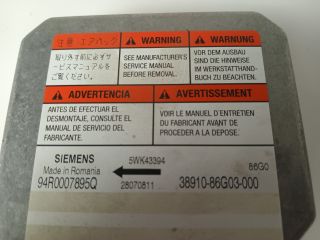 注意 エアバッグ
取り外す前に必ずサ
ービスマニュアルを
ご覧ください。
WARNING
SEE MANUFACTURER'S
SERVICE MANUAL
BEFORE REMOVAL.
WARNUNG
VOR DEM AUSBAU
SIND DIE HINWEISE
IM WERKSTATTHAND-
BUCH ZU BEACHTEN.
ADVERTENCIA
ANTES DE EFECTUAR EL
DESMONTAJE, CONSULTE EL
MANUAL DE SERVICIO DEL
FABRICANTE.
AVERTISSEMENT
VOIR LE MANUEL D'ENTRETIEN
DU FABRICANT AVANT DE
PROCEDER A LA DEPOSE.
SIEMENS 5WK43394 86G0
Made in Romania
94R0007895Q 28070811 38910-86G03-000